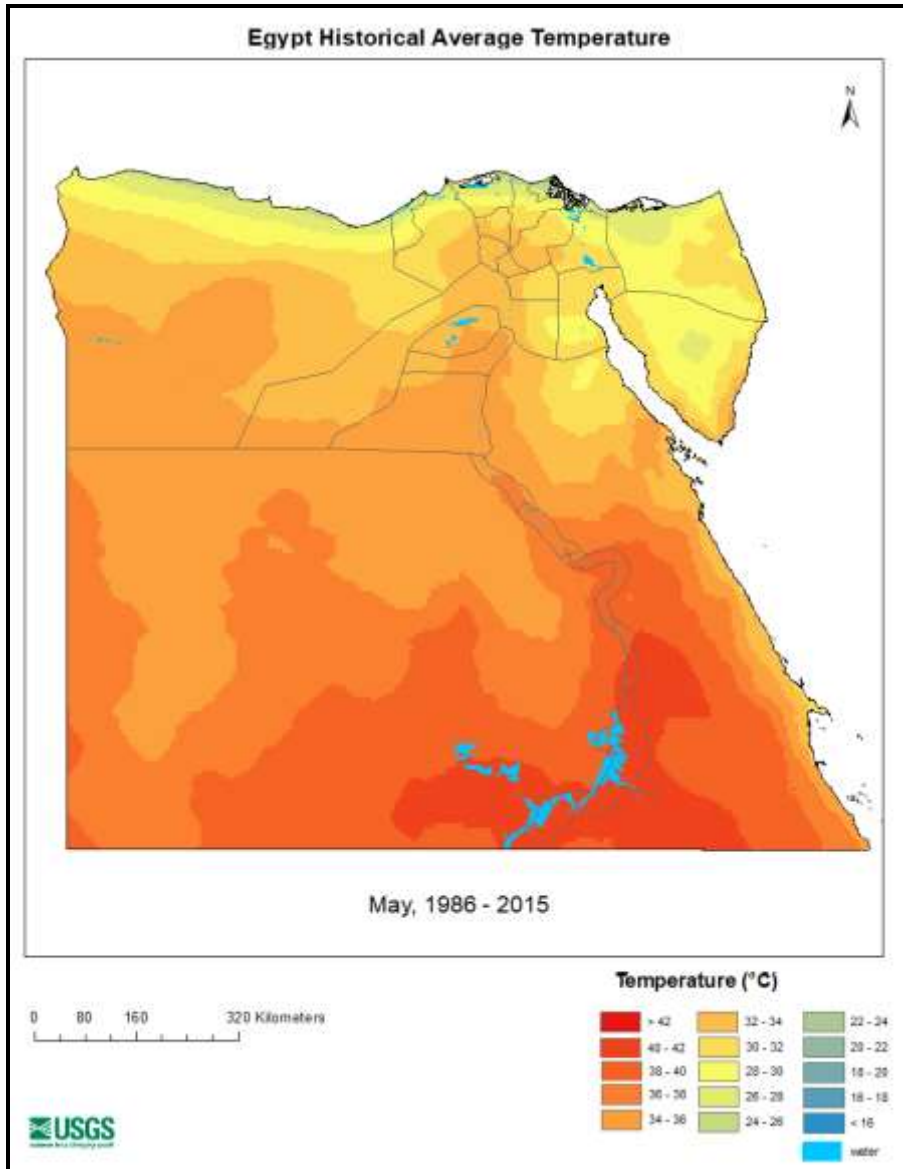 Egypt Historical Average Temperature
N
May, 1986 - 2015
Temperature (°C)
0 80 160 320 Kilometers
> 42
40 - 42
38 - 40
36 - 38
34 - 36
32 - 34
30 - 32
28 - 30
26 - 28
24 - 26
22 - 24
20 - 22
18 - 20
16 - 18
< 16
water
USGS